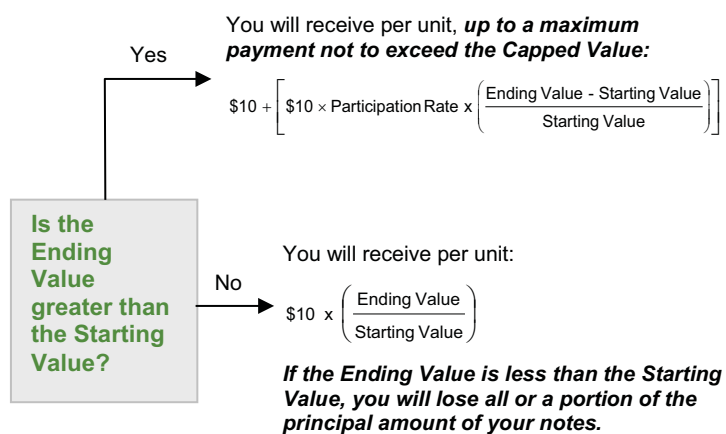 You will receive per unit, up to a maximum
payment not to exceed the Capped Value:
Yes
$10 + [ $10 × Participation Rate x ( Ending Value - Starting Value / Starting Value ) ]
Is the
Ending
Value
greater than
the Starting
Value?
No
You will receive per unit:
$10 x ( Ending Value / Starting Value )
If the Ending Value is less than the Starting
Value, you will lose all or a portion of the
principal amount of your notes.